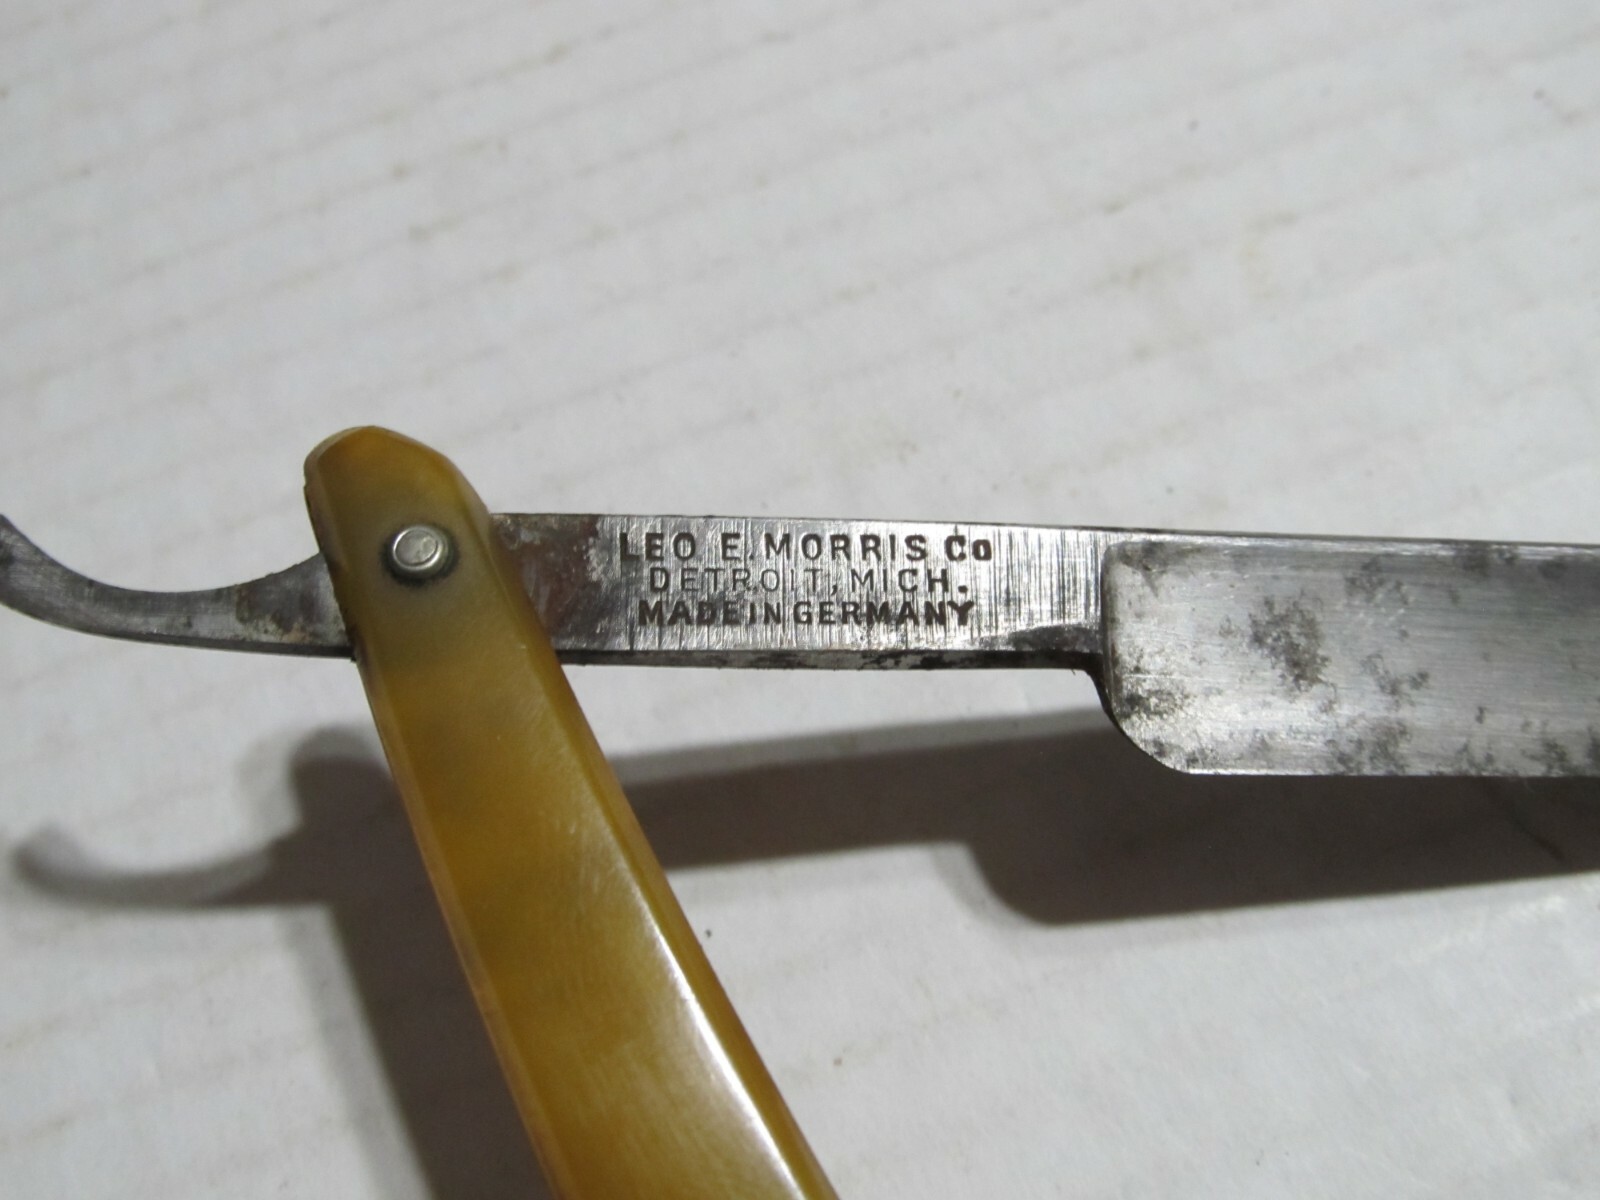 LEO E. MORRIS Co
DETROIT, MICH.
MADE IN GERMANY